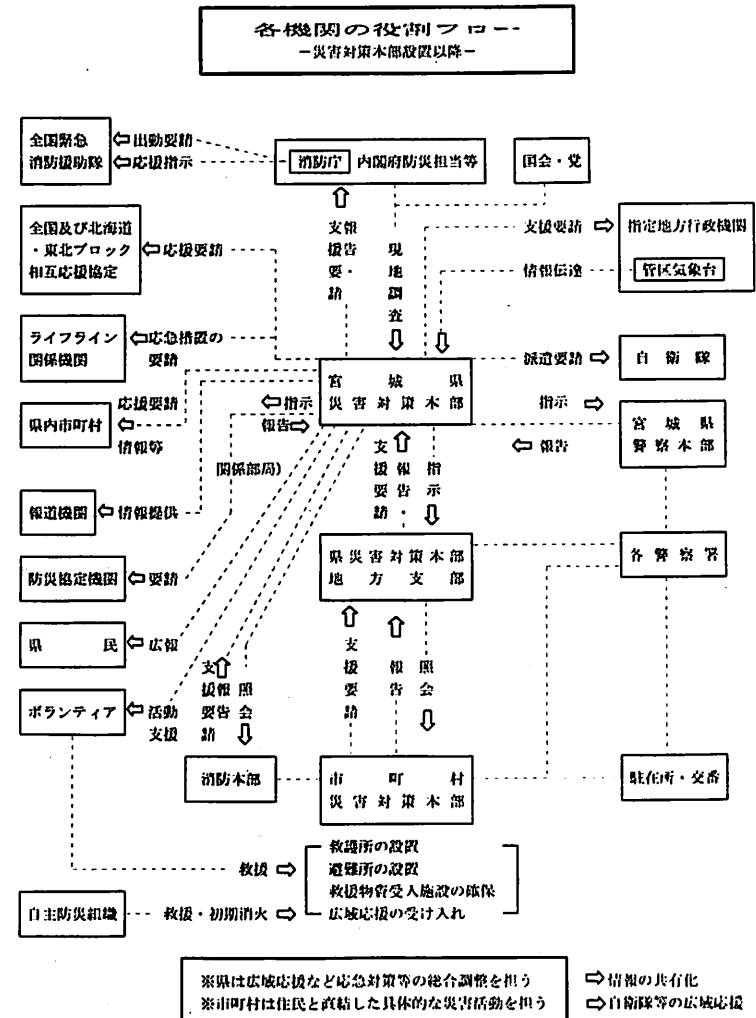 各機関の役割フロー
－災害対策本部設置以降－
全国緊急
消防援助隊
⇦出動要請
⇦応援指示
消防庁 内閣府防災担当等
国会・党
全国及び北海道
・東北ブロック
相互応援協定
⇦応援要請
支援要請
報告・
現地調査
支援要請⇨
情報伝達
指定地方行政機関
管区気象台
ライフライン
関係機関
⇦応急措置の
要請
宮城県
災害対策本部
派遣要請⇨
自衛隊
県内市町村
応援要請
情報等
⇦指示
報告⇨
関係部局)
指示⇨
⇦報告
宮城県
警察本部
報道機関
⇦情報提供
支援要請・
報告
指示
防災協定機関
⇦要請
県災害対策本部
地方支部
各警察署
県民
⇦広報
ボランティア
⇦活動
支援
支援要請
報告
照会
支援要請
報告
照会
消防本部
市町村
災害対策本部
駐在所・交番
救援⇨
救護所の設置
避難所の設置
救援物資受入施設の確保
広域応援の受け入れ
自主防災組織
救援・初期消火⇨
※県は広域応援など応急対策等の総合調整を担う
※市町村は住民と直結した具体的な災害活動を担う
⇨情報の共有化
⇨自衛隊等の広域応援